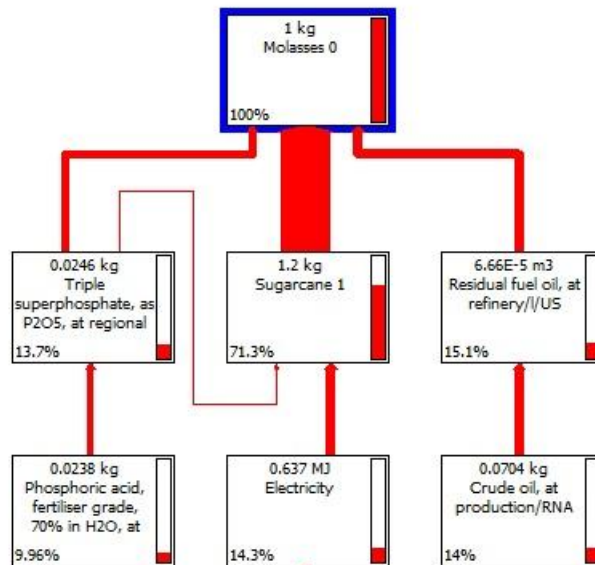 1 kg
Molasses 0
100%
0.0246 kg
Triple
superphosphate, as
P2O5, at regional
13.7%
1.2 kg
Sugarcane 1
71.3%
6.66E-5 m3
Residual fuel oil, at
refinery/l/US
15.1%
0.0238 kg
Phosphoric acid,
fertiliser grade,
70% in H2O, at
9.96%
0.637 MJ
Electricity
14.3%
0.0704 kg
Crude oil, at
production/RNA
14%